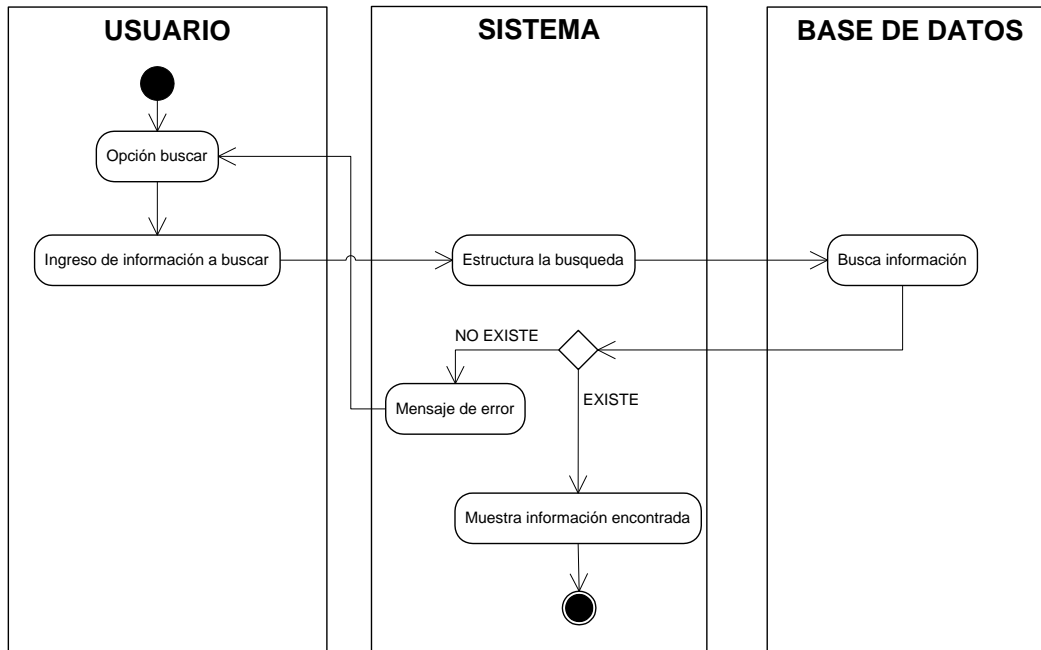 USUARIO
SISTEMA
BASE DE DATOS
Opción buscar
Ingreso de información a buscar
Estructura la busqueda
Busca información
NO EXISTE
Mensaje de error
EXISTE
Muestra información encontrada